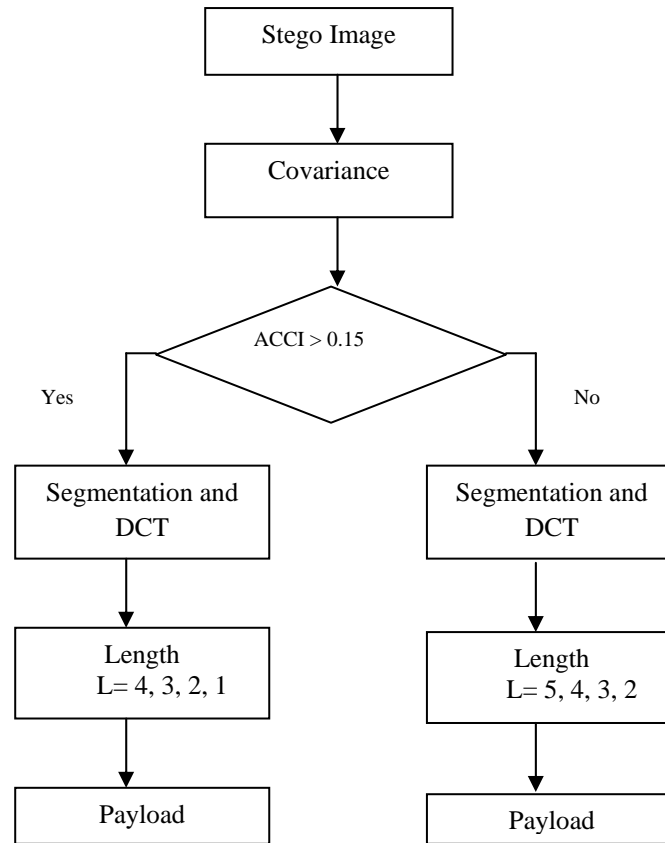 Stego Image
Covariance
ACCI > 0.15
Yes
No
Segmentation and
DCT
Segmentation and
DCT
Length
L= 4, 3, 2, 1
Length
L= 5, 4, 3, 2
Payload
Payload